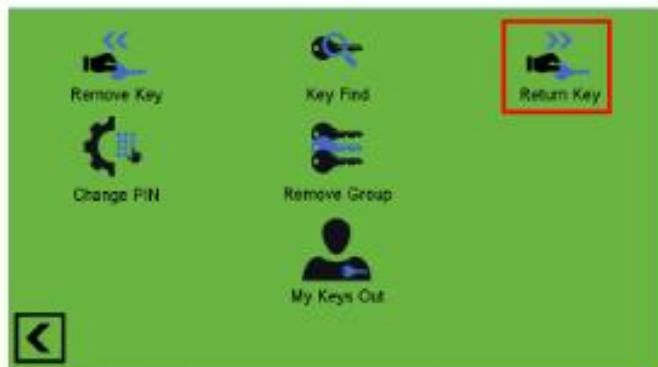 Remove Key
Key Find
Return Key
Change PIN
Remove Group
My Keys Out